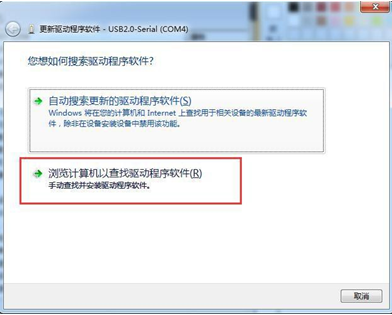 更新驱动程序软件 - USB2.0-Serial (COM4)
您想如何搜索驱动程序软件?
自动搜索更新的驱动程序软件(S)
Windows 将在您的计算机和 Internet 上查找用于相关设备的最新驱动程序软
件，除非在设备安装设置中禁用该功能。
浏览计算机以查找驱动程序软件(R)
手动查找并安装驱动程序软件。
取消